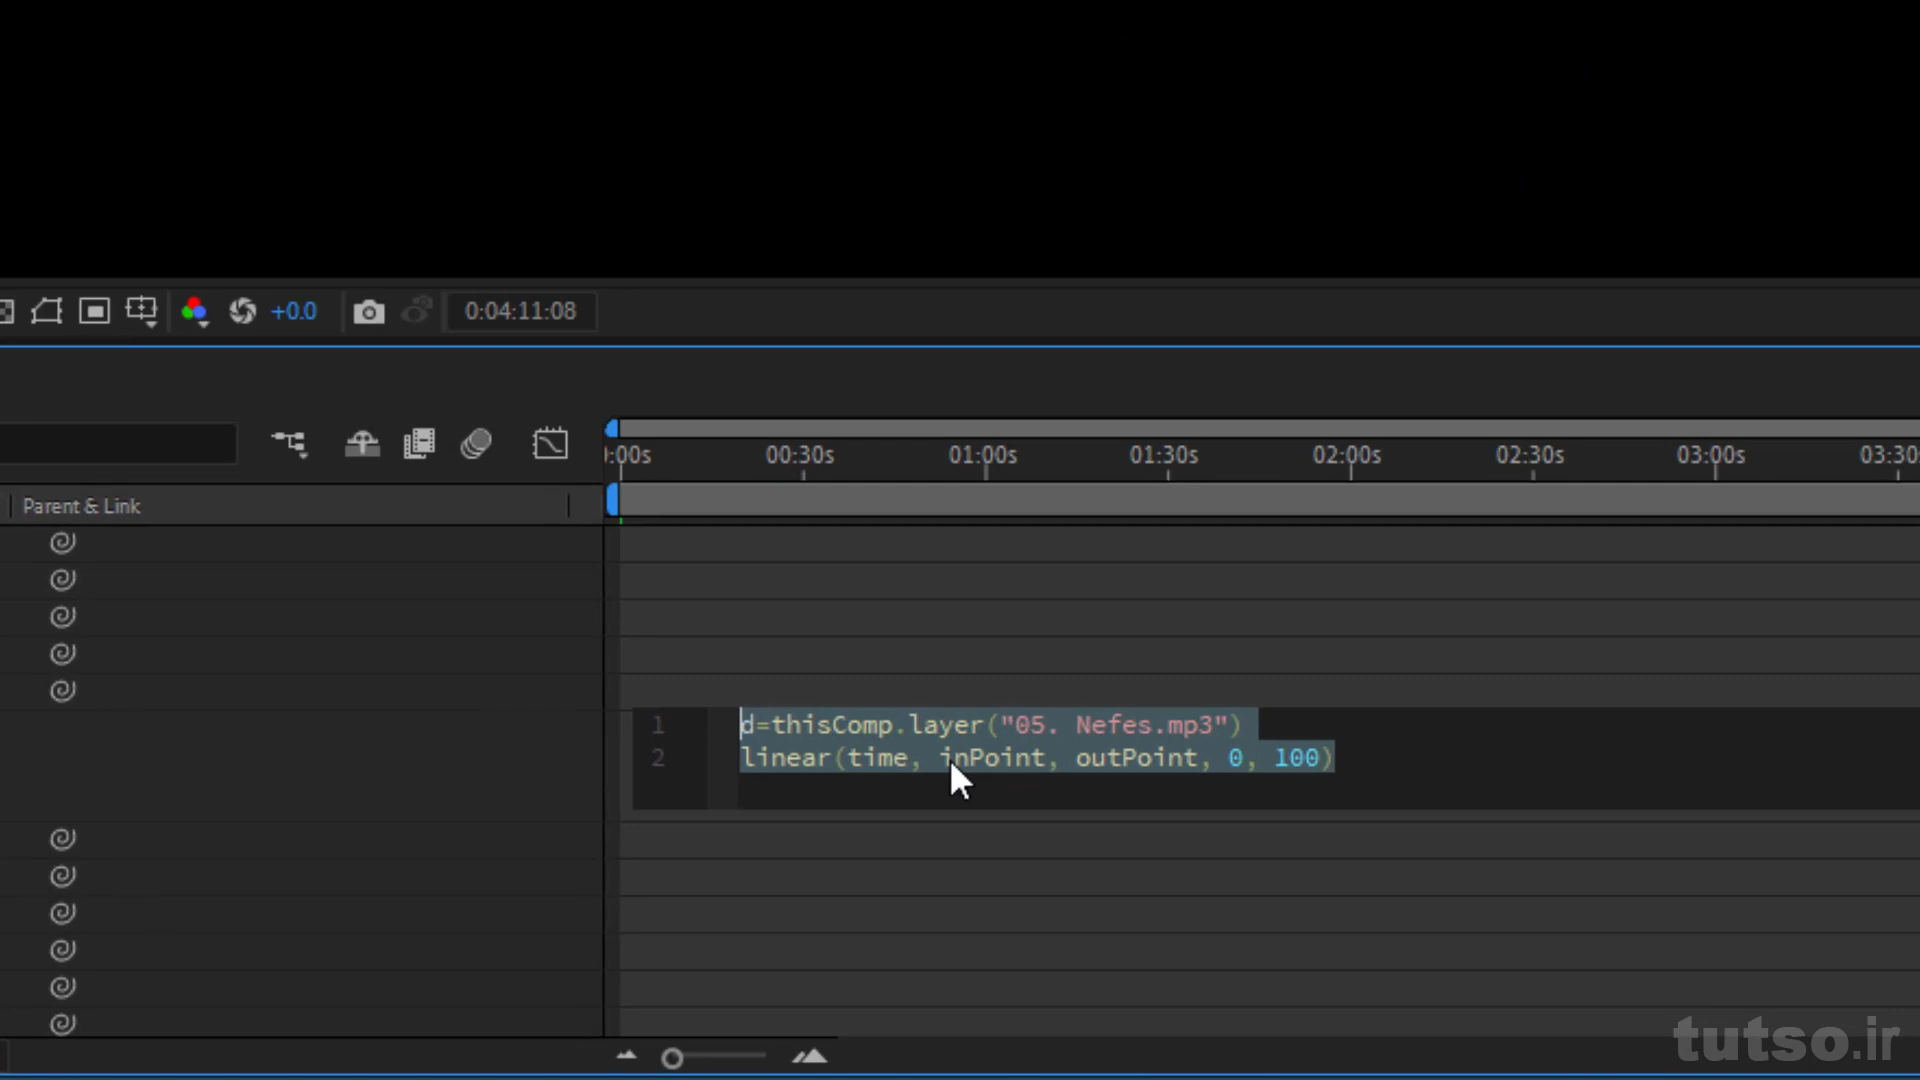 +0.0
0:04:11:08
:00s
00:30s
01:00s
01:30s
02:00s
02:30s
03:00s
03:30
Parent & Link
1 d=thisComp.layer("05. Nefes.mp3")
2 linear(time, inPoint, outPoint, 0, 100)
tutso.ir